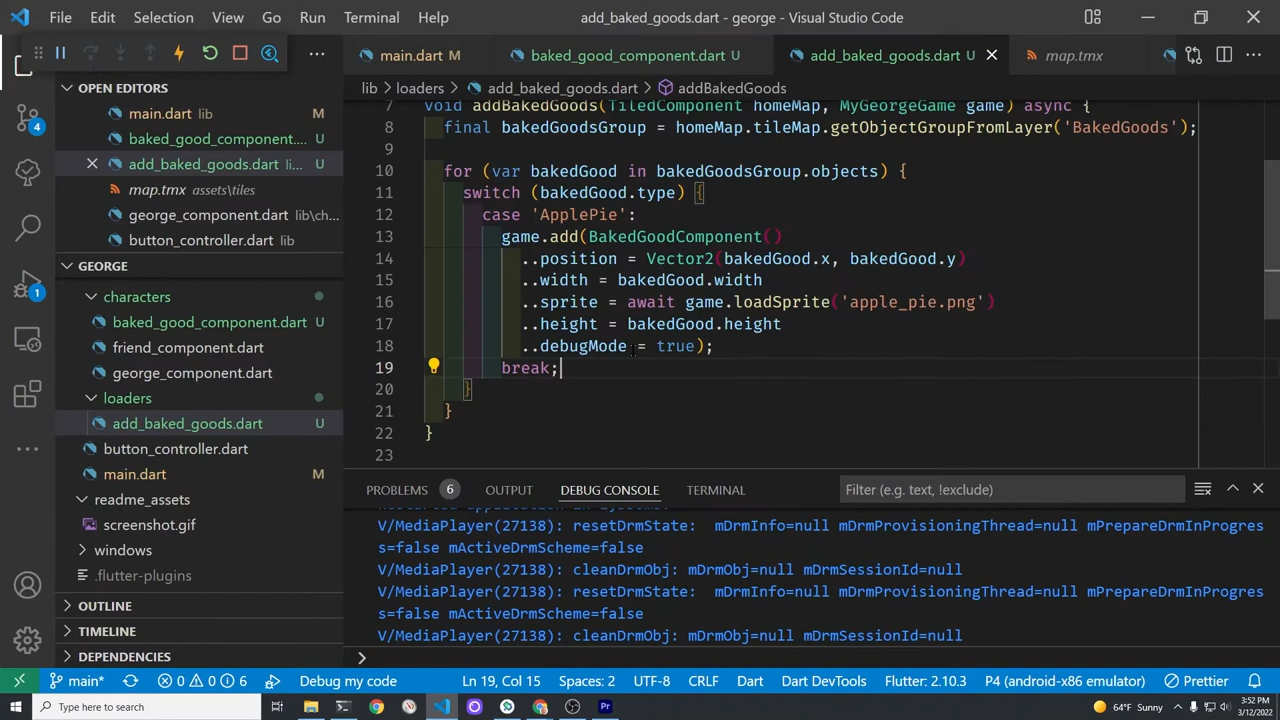 File Edit Selection View Go Run Terminal Help add_baked_goods.dart - george - Visual Studio Code
main.dart M baked_good_component.dart U add_baked_goods.dart U map.tmx
lib > loaders > add_baked_goods.dart > addBakedGoods
OPEN EDITORS
main.dart lib M
baked_good_component. U
add_baked_goods.dart li... U
map.tmx assets\tiles
george_component.dart lib\ch...
button_controller.dart lib
GEORGE
characters
baked_good_component.dart U
friend_component.dart
george_component.dart
loaders
add_baked_goods.dart U
button_controller.dart
main.dart M
readme_assets
screenshot.gif
windows
.flutter-plugins
OUTLINE
TIMELINE
DEPENDENCIES
4
1
7 void addBakedGoods(TiledComponent homeMap, MyGeorgeGame game) async {
8 final bakedGoodsGroup = homeMap.tileMap.getObjectGroupFromLayer('BakedGoods');
9
10 for (var bakedGood in bakedGoodsGroup.objects) {
11 switch (bakedGood.type) {
12 case 'ApplePie':
13 game.add(BakedGoodComponent()
14 ..position = Vector2(bakedGood.x, bakedGood.y)
15 ..width = bakedGood.width
16 ..sprite = await game.loadSprite('apple_pie.png')
17 ..height = bakedGood.height
18 ..debugMode = true);
19 break;
20 }
21 }
22 }
23
PROBLEMS 6 OUTPUT DEBUG CONSOLE TERMINAL Filter (e.g. text, !exclude)
V/MediaPlayer(27138): resetDrmState: mDrmInfo=null mDrmProvisioningThread=null mPrepareDrmInProgres
s=false mActiveDrmScheme=false
V/MediaPlayer(27138): cleanDrmObj: mDrmObj=null mDrmSessionId=null
V/MediaPlayer(27138): resetDrmState: mDrmInfo=null mDrmProvisioningThread=null mPrepareDrmInProgres
s=false mActiveDrmScheme=false
V/MediaPlayer(27138): cleanDrmObj: mDrmObj=null mDrmSessionId=null
main* 0 0 6 Debug my code Ln 19, Col 15 Spaces: 2 UTF-8 CRLF Dart Dart DevTools Flutter: 2.10.3 P4 (android-x86 emulator) Prettier
Type here to search 64°F Sunny 3:52 PM
3/12/2022